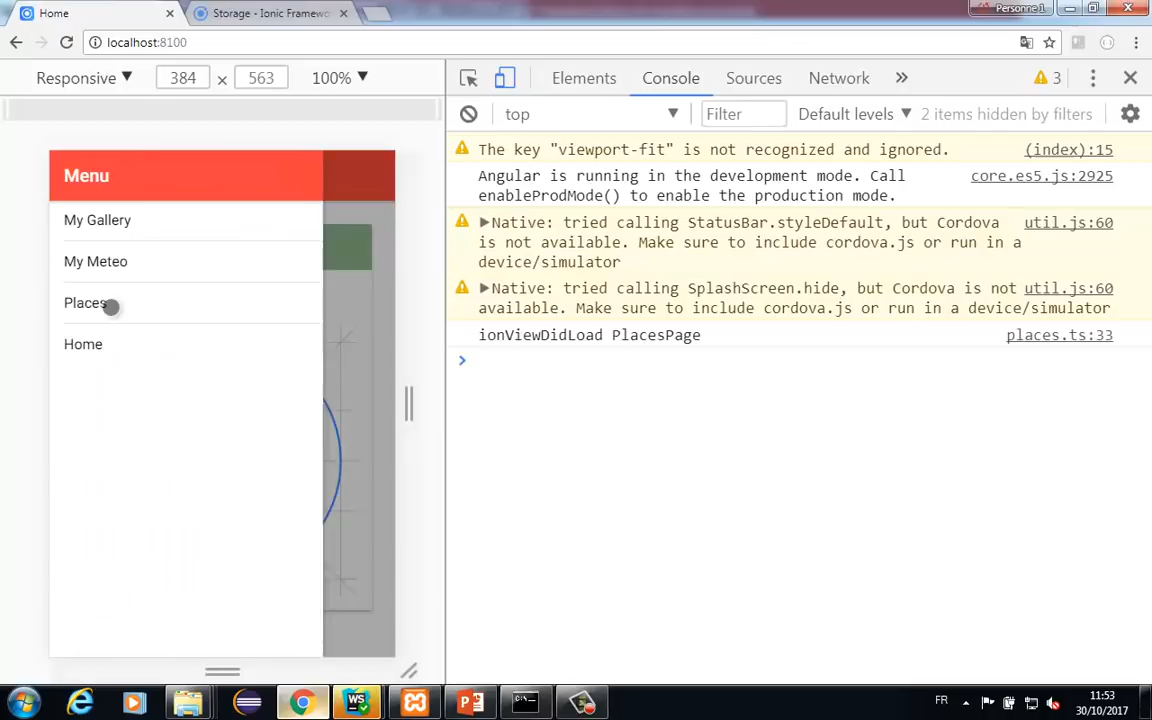 Home
Storage - Ionic Framewo
Personne 1
localhost:8100
Responsive
384 x 563
100%
Elements
Console
Sources
Network
3
top
Filter
Default levels
2 items hidden by filters
Menu
My Gallery
My Meteo
Places
Home
The key "viewport-fit" is not recognized and ignored.
(index):15
Angular is running in the development mode. Call
core.es5.js:2925
enableProdMode() to enable the production mode.
Native: tried calling StatusBar.styleDefault, but Cordova
util.js:60
is not available. Make sure to include cordova.js or run in a
device/simulator
Native: tried calling SplashScreen.hide, but Cordova is not
util.js:60
available. Make sure to include cordova.js or run in a device/simulator
ionViewDidLoad PlacesPage
places.ts:33
WS
FR
11:53
30/10/2017